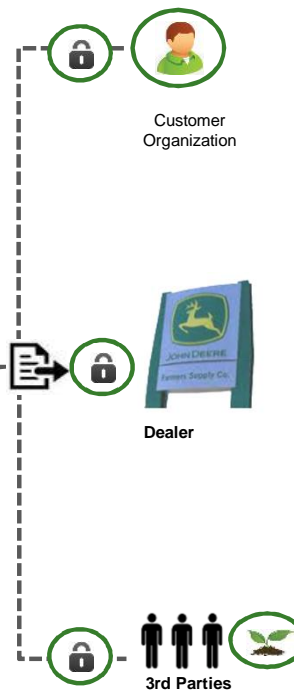 Customer
Organization
JOHN DEERE
Farmers Supply Co.
Dealer
3rd Parties